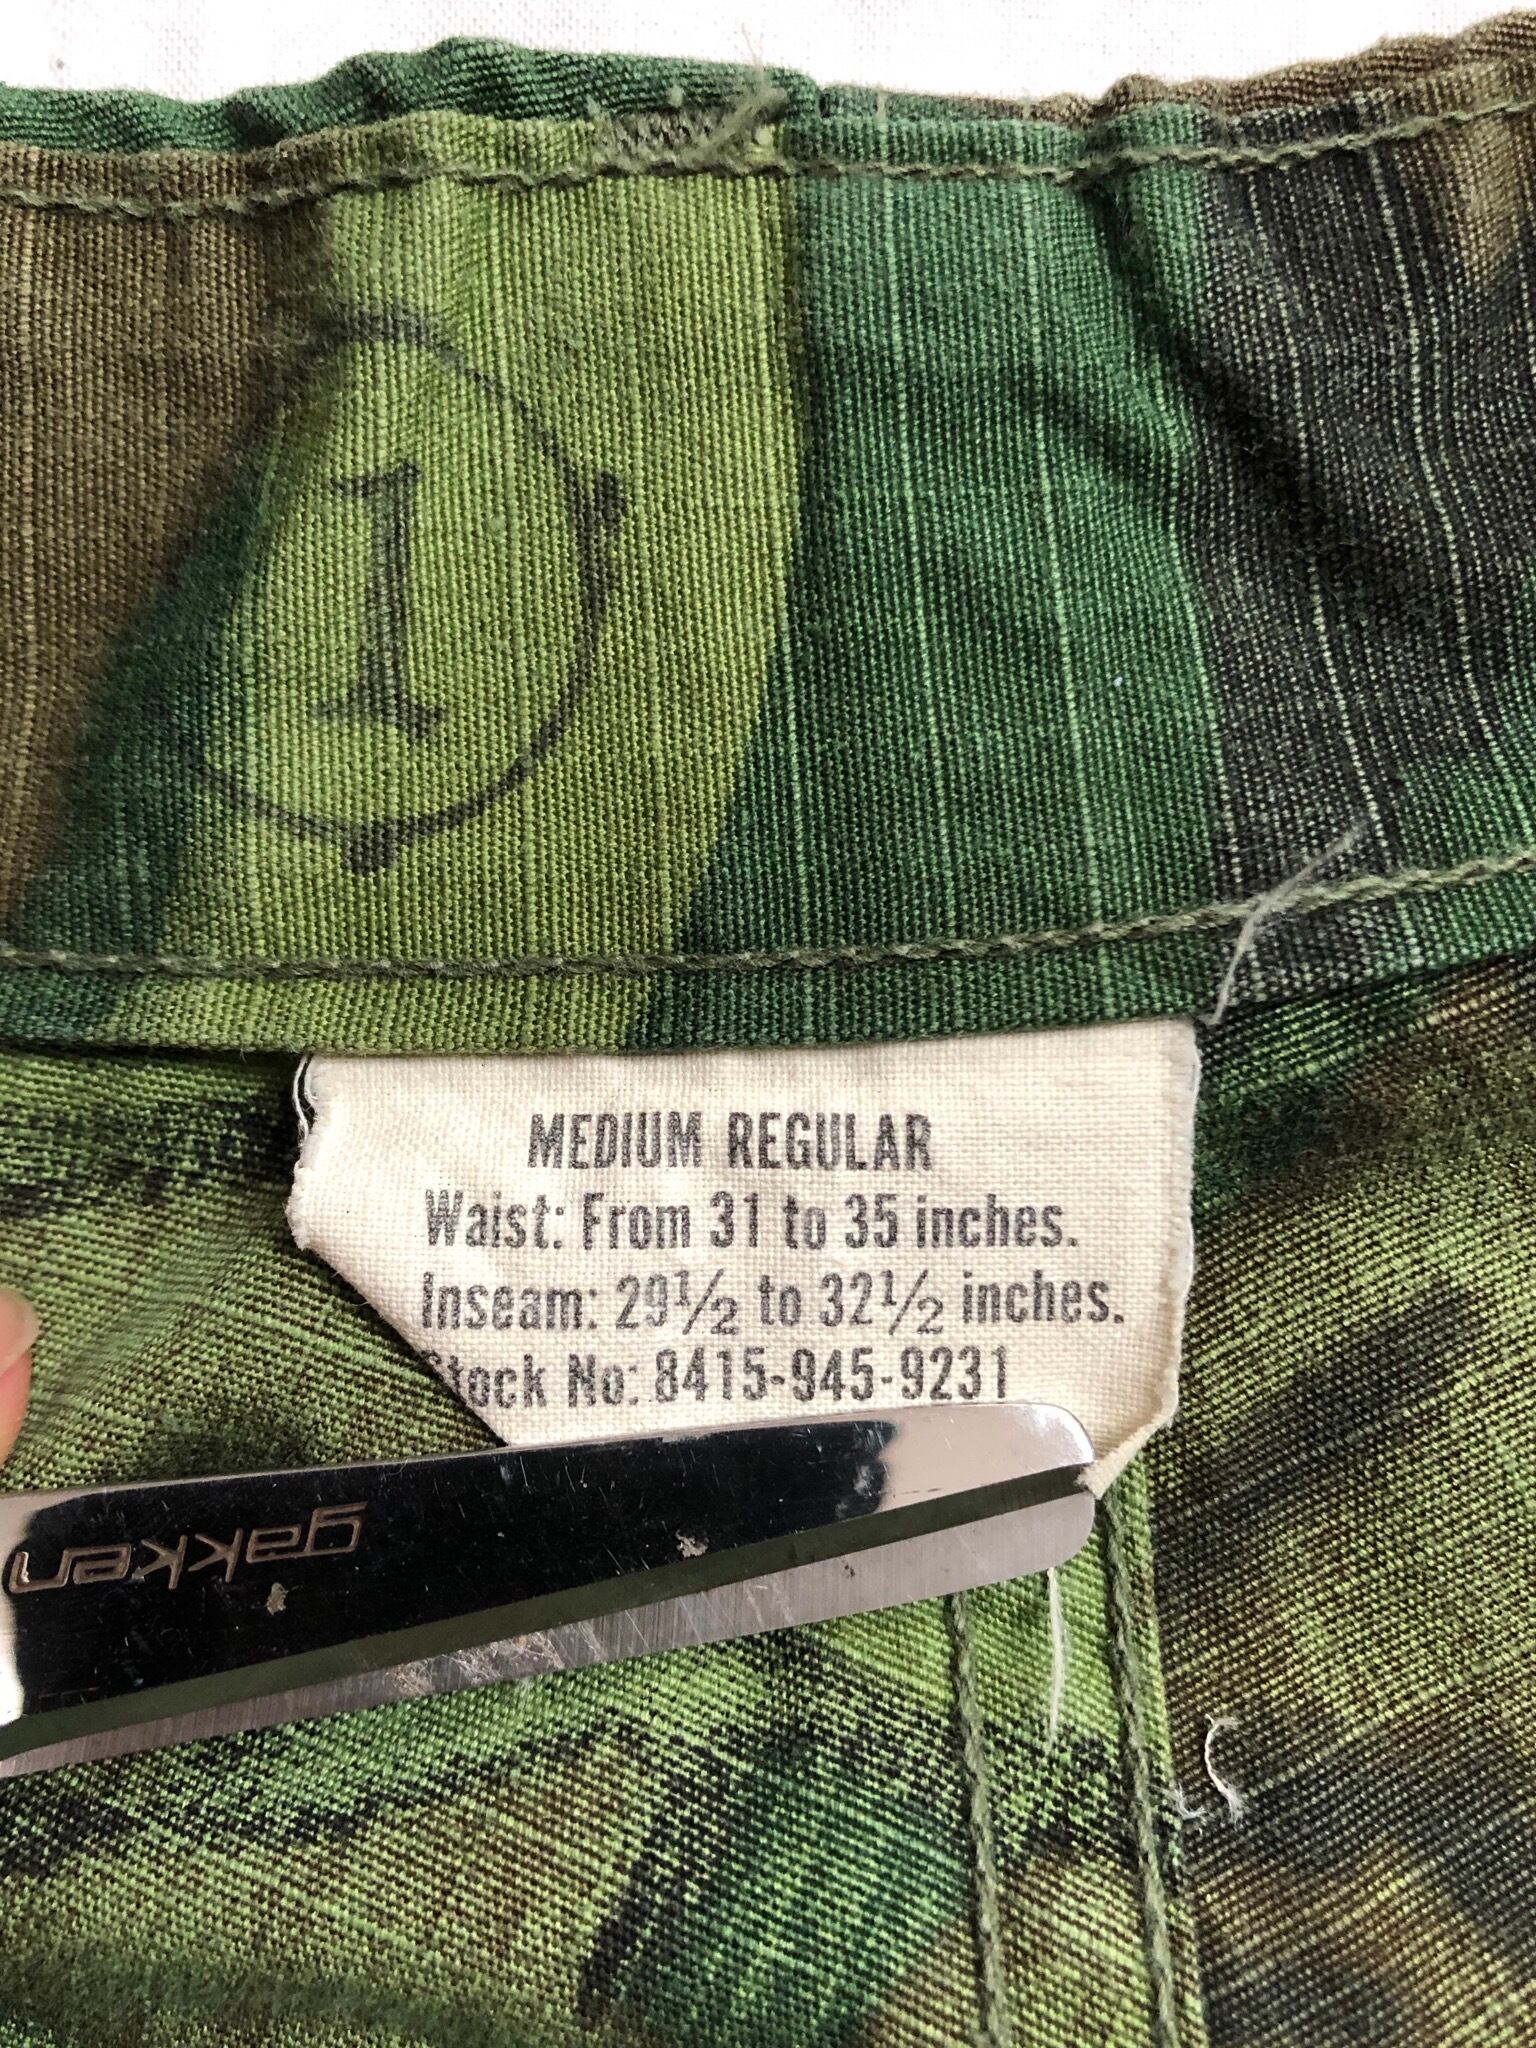 1
MEDIUM REGULAR
Waist: From 31 to 35 inches.
Inseam: 29½ to 32½ inches.
Stock No: 8415-945-9231
gakken